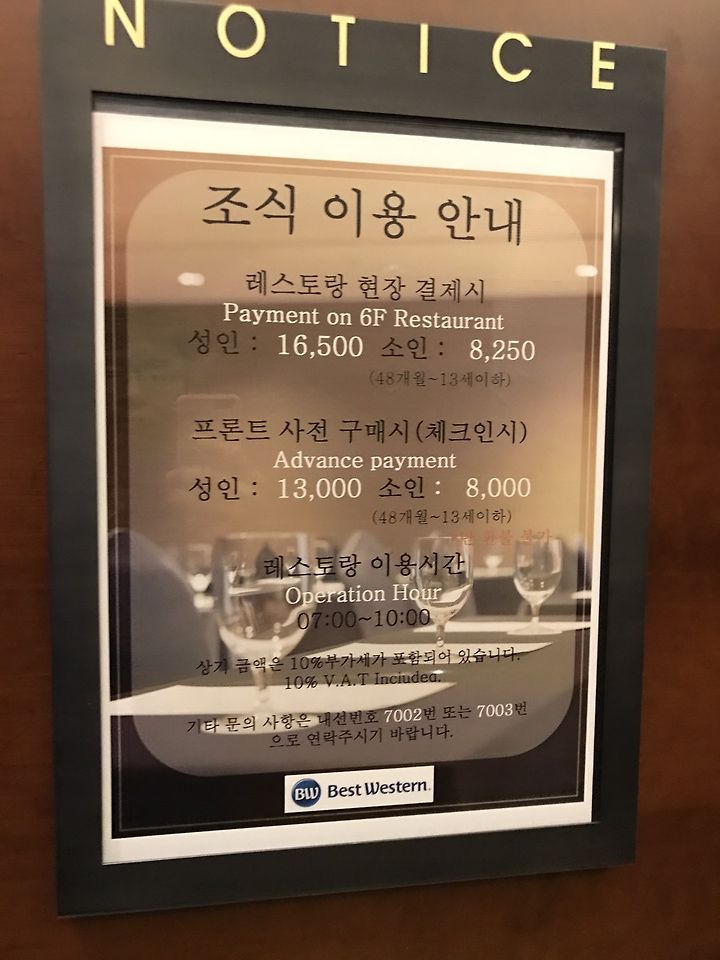 NOTICE
조식 이용 안내
레스토랑 현장 결제시
Payment on 6F Restaurant
성인 : 16,500 소인 : 8,250
(48개월~13세이하)
프론트 사전 구매시(체크인시)
Advance payment
성인 : 13,000 소인 : 8,000
(48개월~13세이하)
환불 불가
레스토랑 이용시간
Operation Hour
07:00~10:00
상기 금액은 10%부가세가 포함되어 있습니다.
10% V.A.T Included.
기타 문의 사항은 내선번호 7002번 또는 7003번
으로 연락주시기 바랍니다.
BW Best Western.